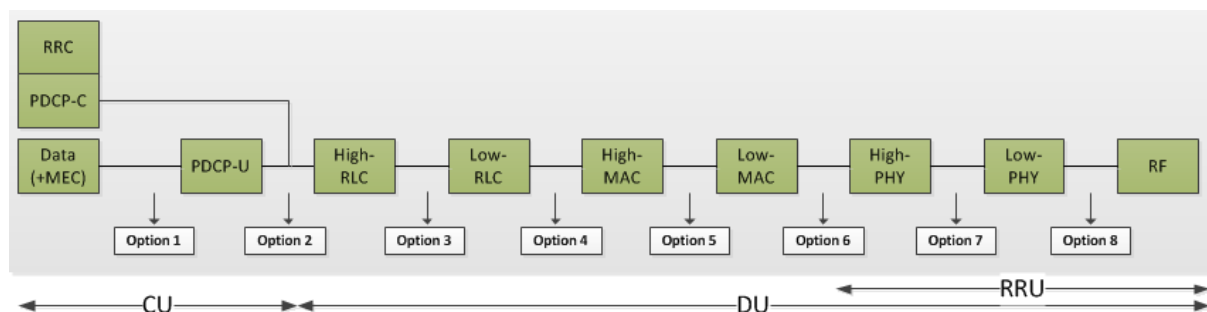 RRC
PDCP-C
Data
(+MEC)
PDCP-U
High-
RLC
Low-
RLC
High-
MAC
Low-
MAC
High-
PHY
Low-
PHY
RF
Option 1
Option 2
Option 3
Option 4
Option 5
Option 6
Option 7
Option 8
RRU
CU
DU